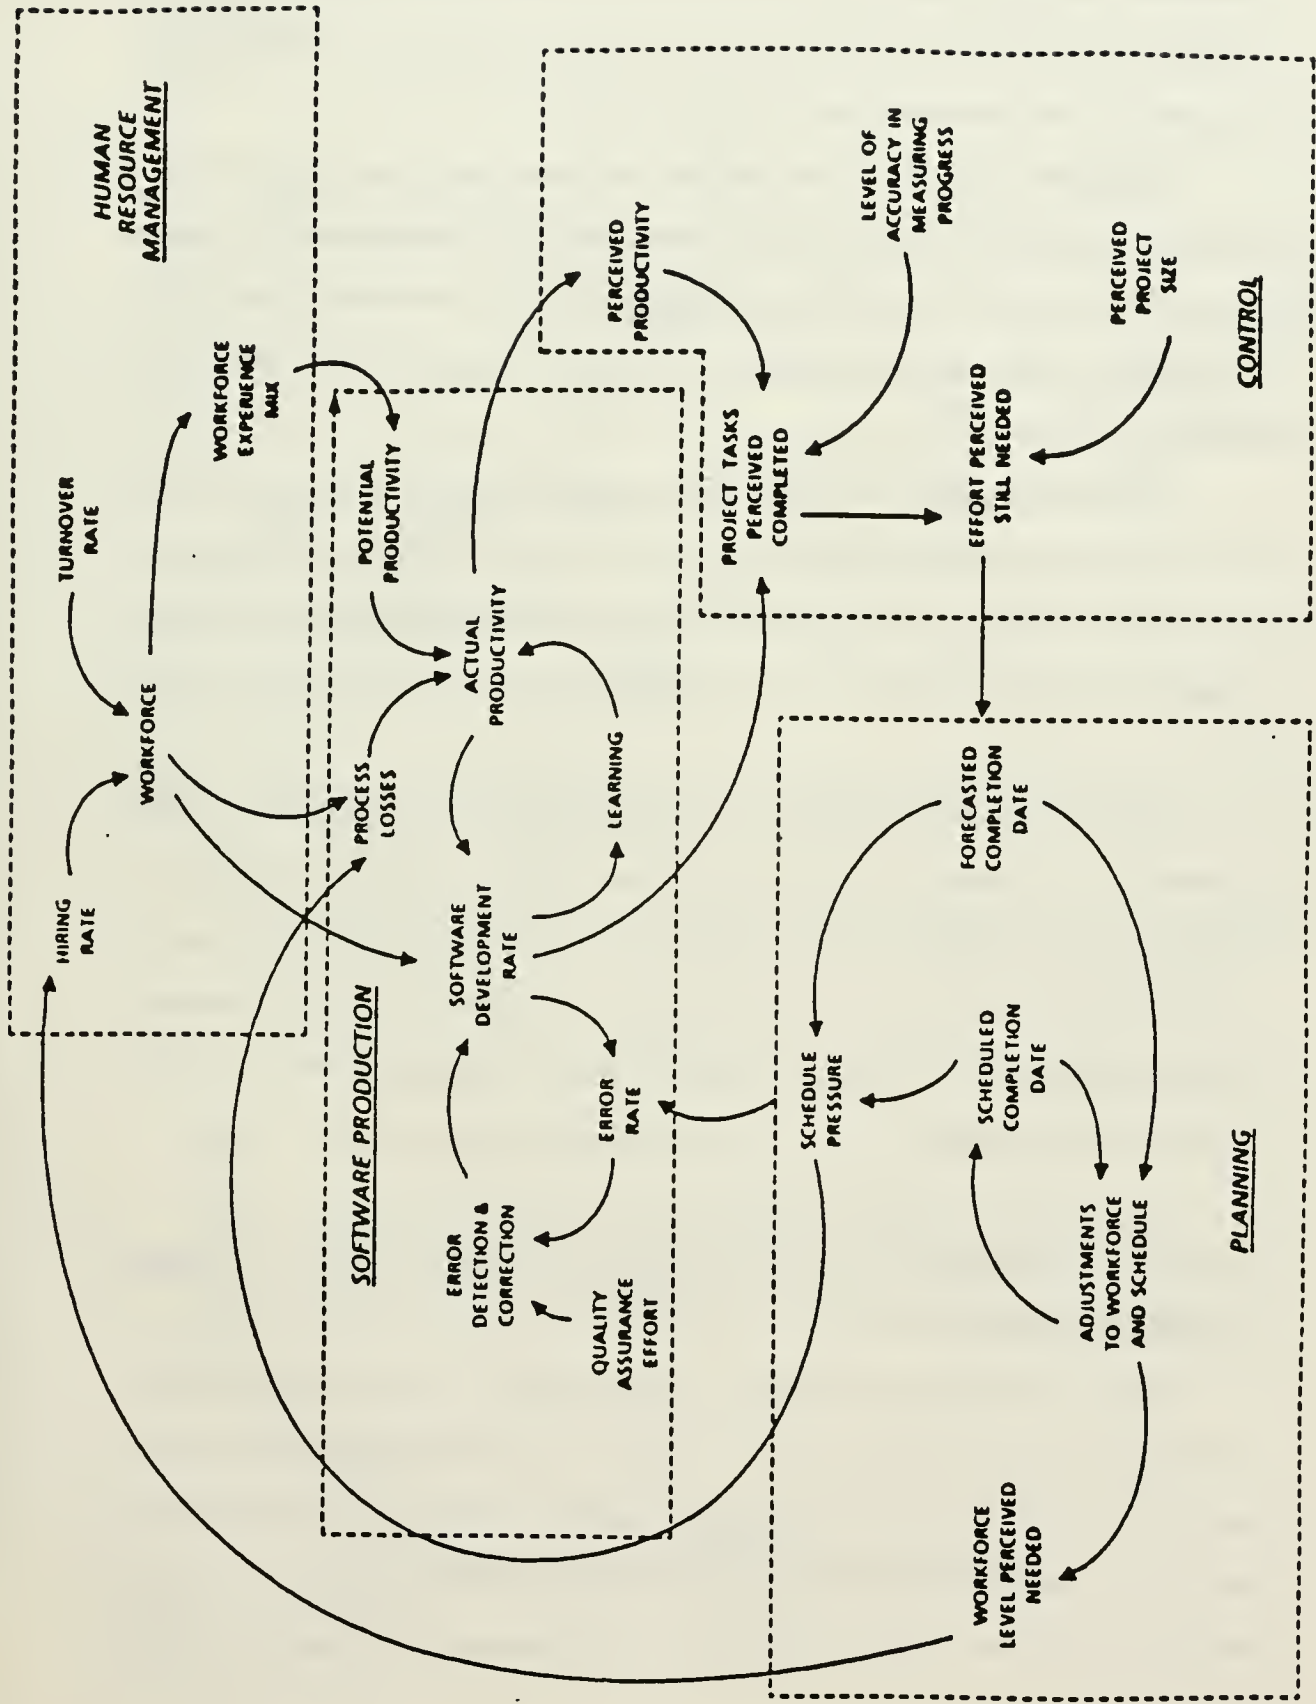 HUMAN
RESOURCE
MANAGEMENT
HIRING
RATE
TURNOVER
RATE
WORKFORCE
WORKFORCE
EXPERIENCE
MIX
SOFTWARE PRODUCTION
PROCESS
LOSSES
POTENTIAL
PRODUCTIVITY
ERROR
DETECTION &
CORRECTION
SOFTWARE
DEVELOPMENT
RATE
ACTUAL
PRODUCTIVITY
QUALITY
ASSURANCE
EFFORT
ERROR
RATE
LEARNING
PERCEIVED
PRODUCTIVITY
PROJECT TASKS
PERCEIVED
COMPLETED
LEVEL OF
ACCURACY IN
MEASURING
PROGRESS
EFFORT PERCEIVED
STILL NEEDED
PERCEIVED
PROJECT
SIZE
CONTROL
SCHEDULE
PRESSURE
FORECASTED
COMPLETION
DATE
SCHEDULED
COMPLETION
DATE
WORKFORCE
LEVEL PERCEIVED
NEEDED
ADJUSTMENTS
TO WORKFORCE
AND SCHEDULE
PLANNING